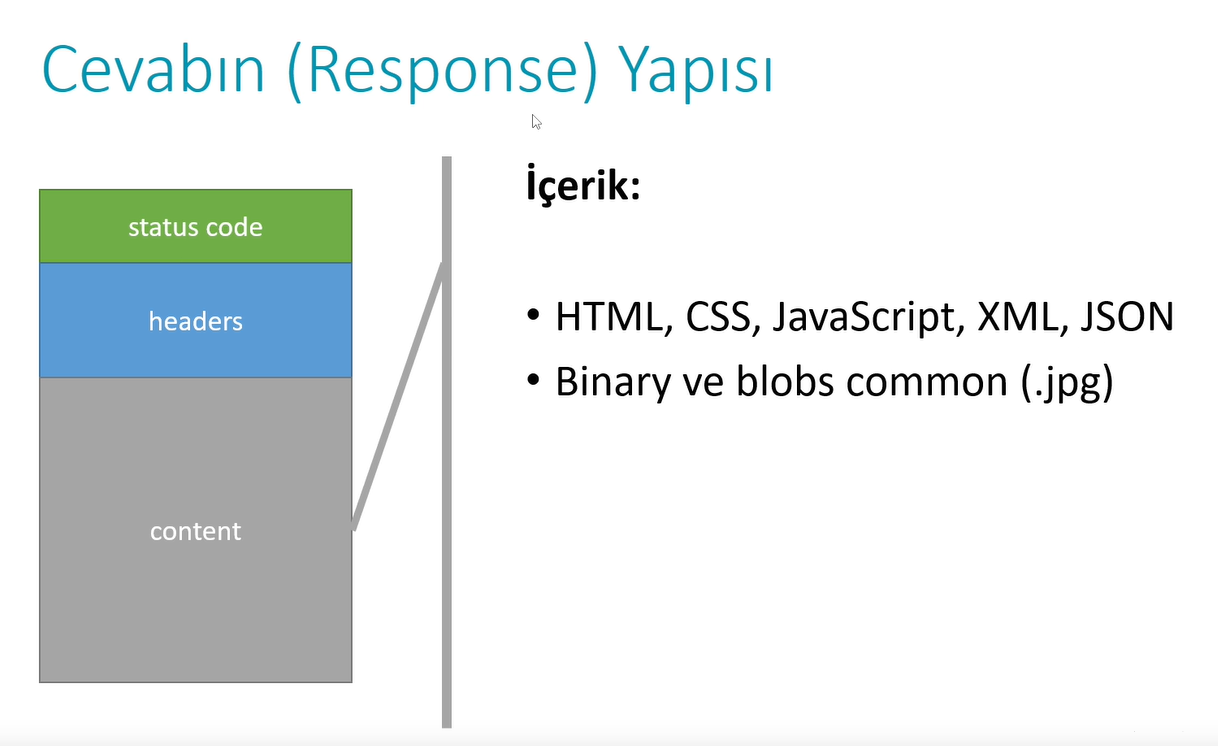 Cevabın (Response) Yapısı
status code
headers
content
İçerik:
• HTML, CSS, JavaScript, XML, JSON
• Binary ve blobs common (.jpg)